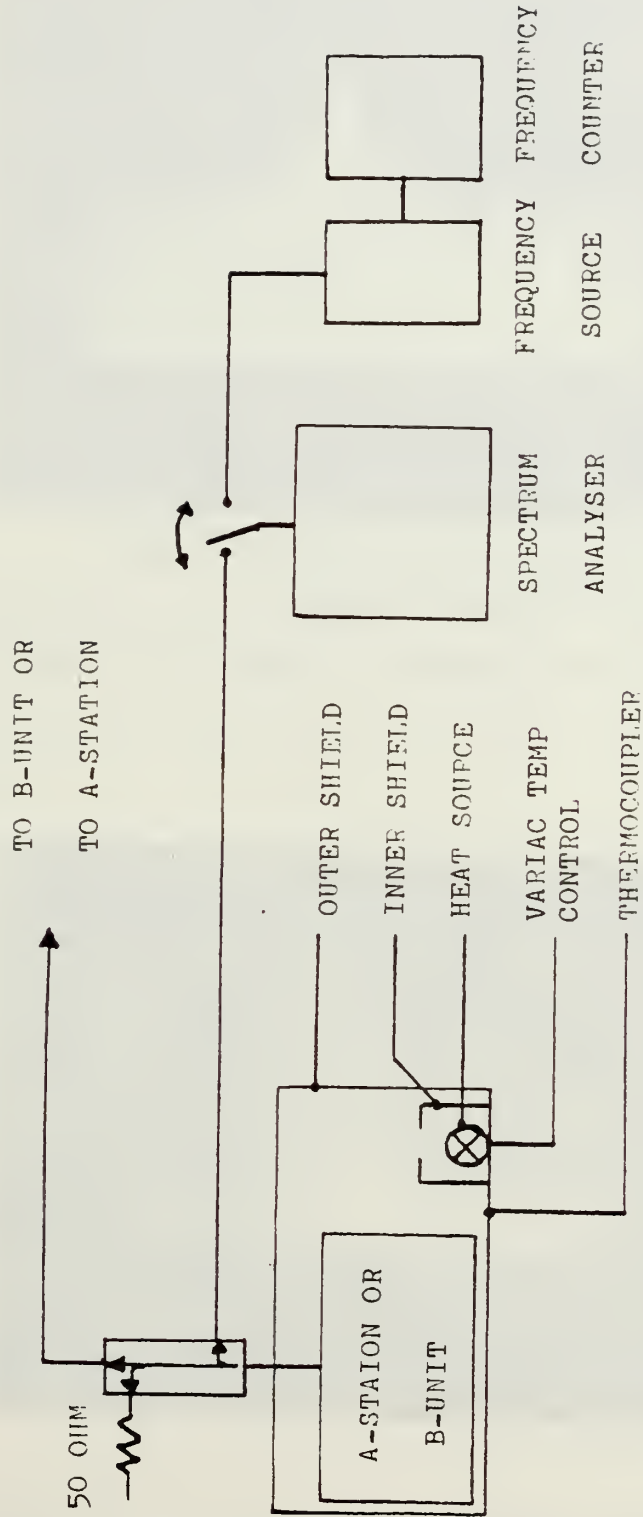 TO B-UNIT OR
TO A-STATION
50 OHM
A-STAION OR
B-UNIT
OUTER SHIELD
INNER SHIELD
HEAT SOURCE
VARIAC TEMP
CONTROL
THERMOCOUPLER
SPECTRUM
ANALYSER
FREQUENCY
SOURCE
FREQUENCY
COUNTER